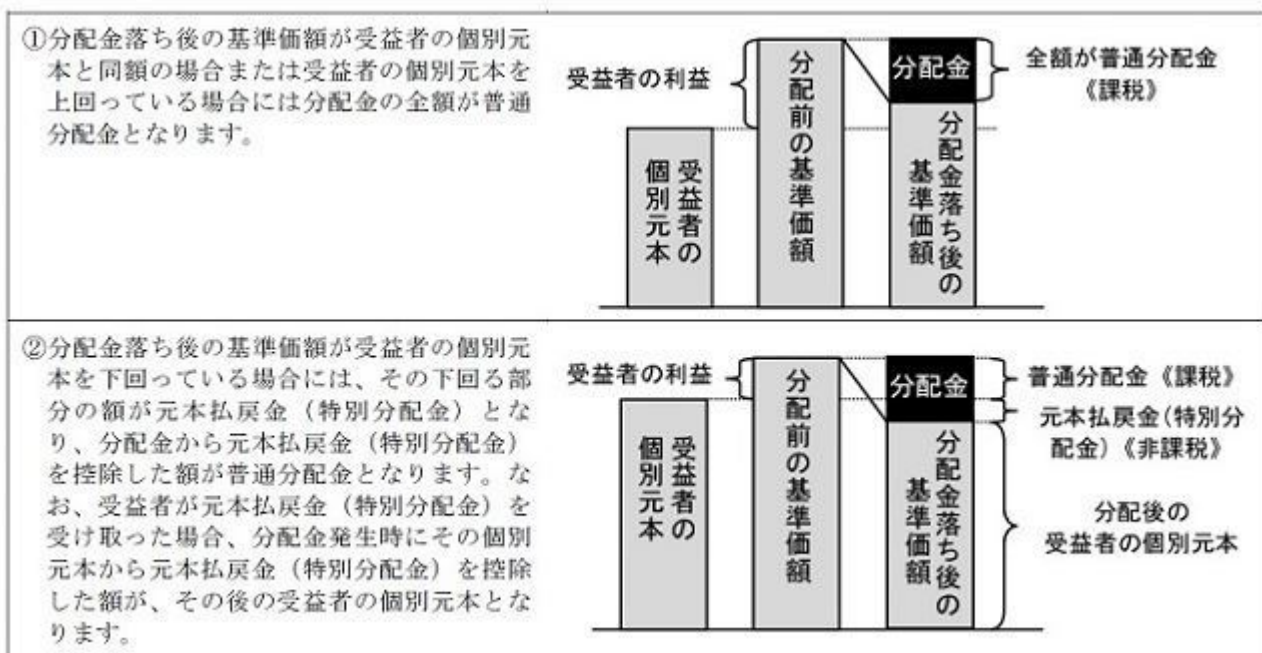 ①分配金落ち後の基準価額が受益者の個別元
本と同額の場合または受益者の個別元本を
上回っている場合には分配金の全額が普通
分配金となります。
受益者の利益
受益者の
個別元本
分配前の基準価額
分配金
分配金落ち後の
基準価額
全額が普通分配金
《課税》
②分配金落ち後の基準価額が受益者の個別元
本を下回っている場合には、その下回る部
分の額が元本払戻金（特別分配金）とな
り、分配金から元本払戻金（特別分配金）
を控除した額が普通分配金となります。な
お、受益者が元本払戻金（特別分配金）を
受け取った場合、分配金発生時にその個別
元本から元本払戻金（特別分配金）を控除
した額が、その後の受益者の個別元本とな
ります。
受益者の利益
受益者の
個別元本
分配前の基準価額
分配金
分配金落ち後の
基準価額
普通分配金《課税》
元本払戻金(特別分
配金)《非課税》
分配後の
受益者の個別元本